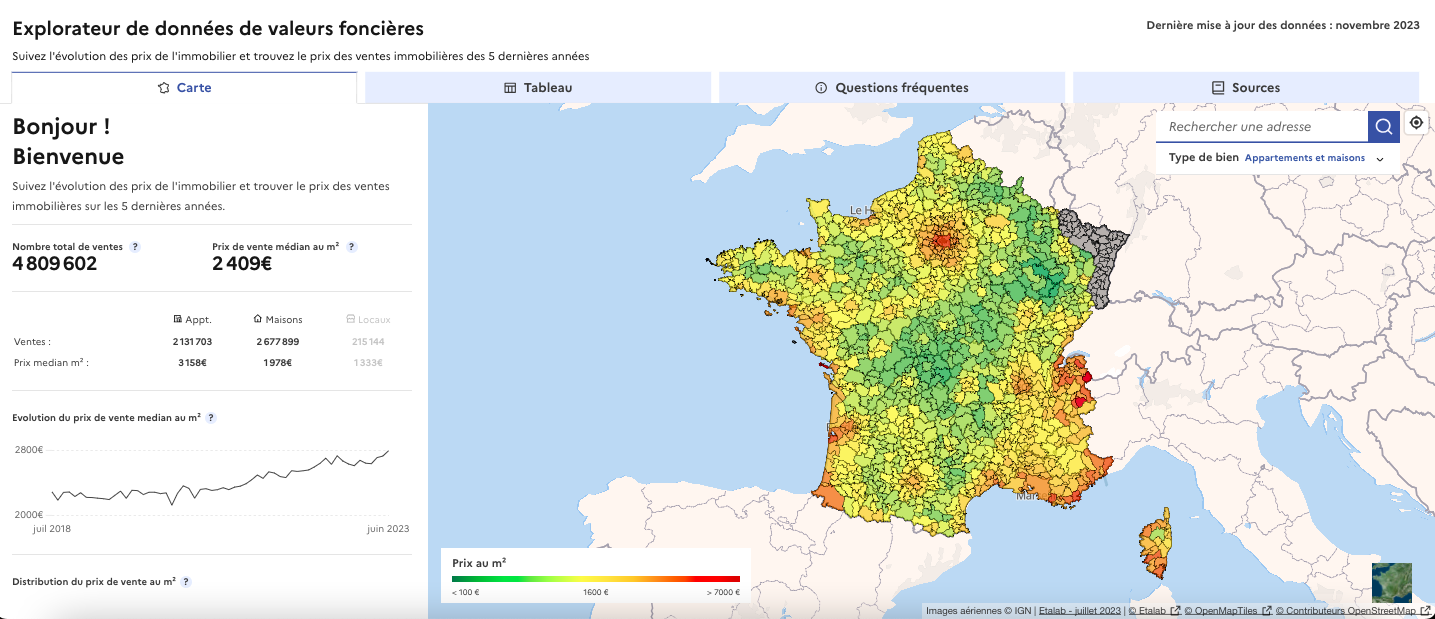 Explorateur de données de valeurs foncières
Dernière mise à jour des données : novembre 2023
Suivez l'évolution des prix de l'immobilier et trouvez le prix des ventes immobilières des 5 dernières années
Carte
Tableau
Questions fréquentes
Sources
Bonjour !
Bienvenue
Suivez l'évolution des prix de l'immobilier et trouver le prix des ventes
immobilières sur les 5 dernières années.
Nombre total de ventes ?
4 809 602
Prix de vente médian au m² ?
2 409€
Appt. Maisons Locaux
Ventes : 2 131 703 2 677 899 215 144
Prix median m² : 3 158€ 1 978€ 1 333€
Evolution du prix de vente median au m² ?
2800€
2000€
juil 2018 juin 2023
Distribution du prix de vente au m² ?
Rechercher une adresse
Type de bien Appartements et maisons
Le H
Mar
Prix au m²
< 100 € 1600 € > 7000 €
Images aériennes © IGN | Etalab - juillet 2023 | © Etalab © OpenMapTiles © Contributeurs OpenStreetMap